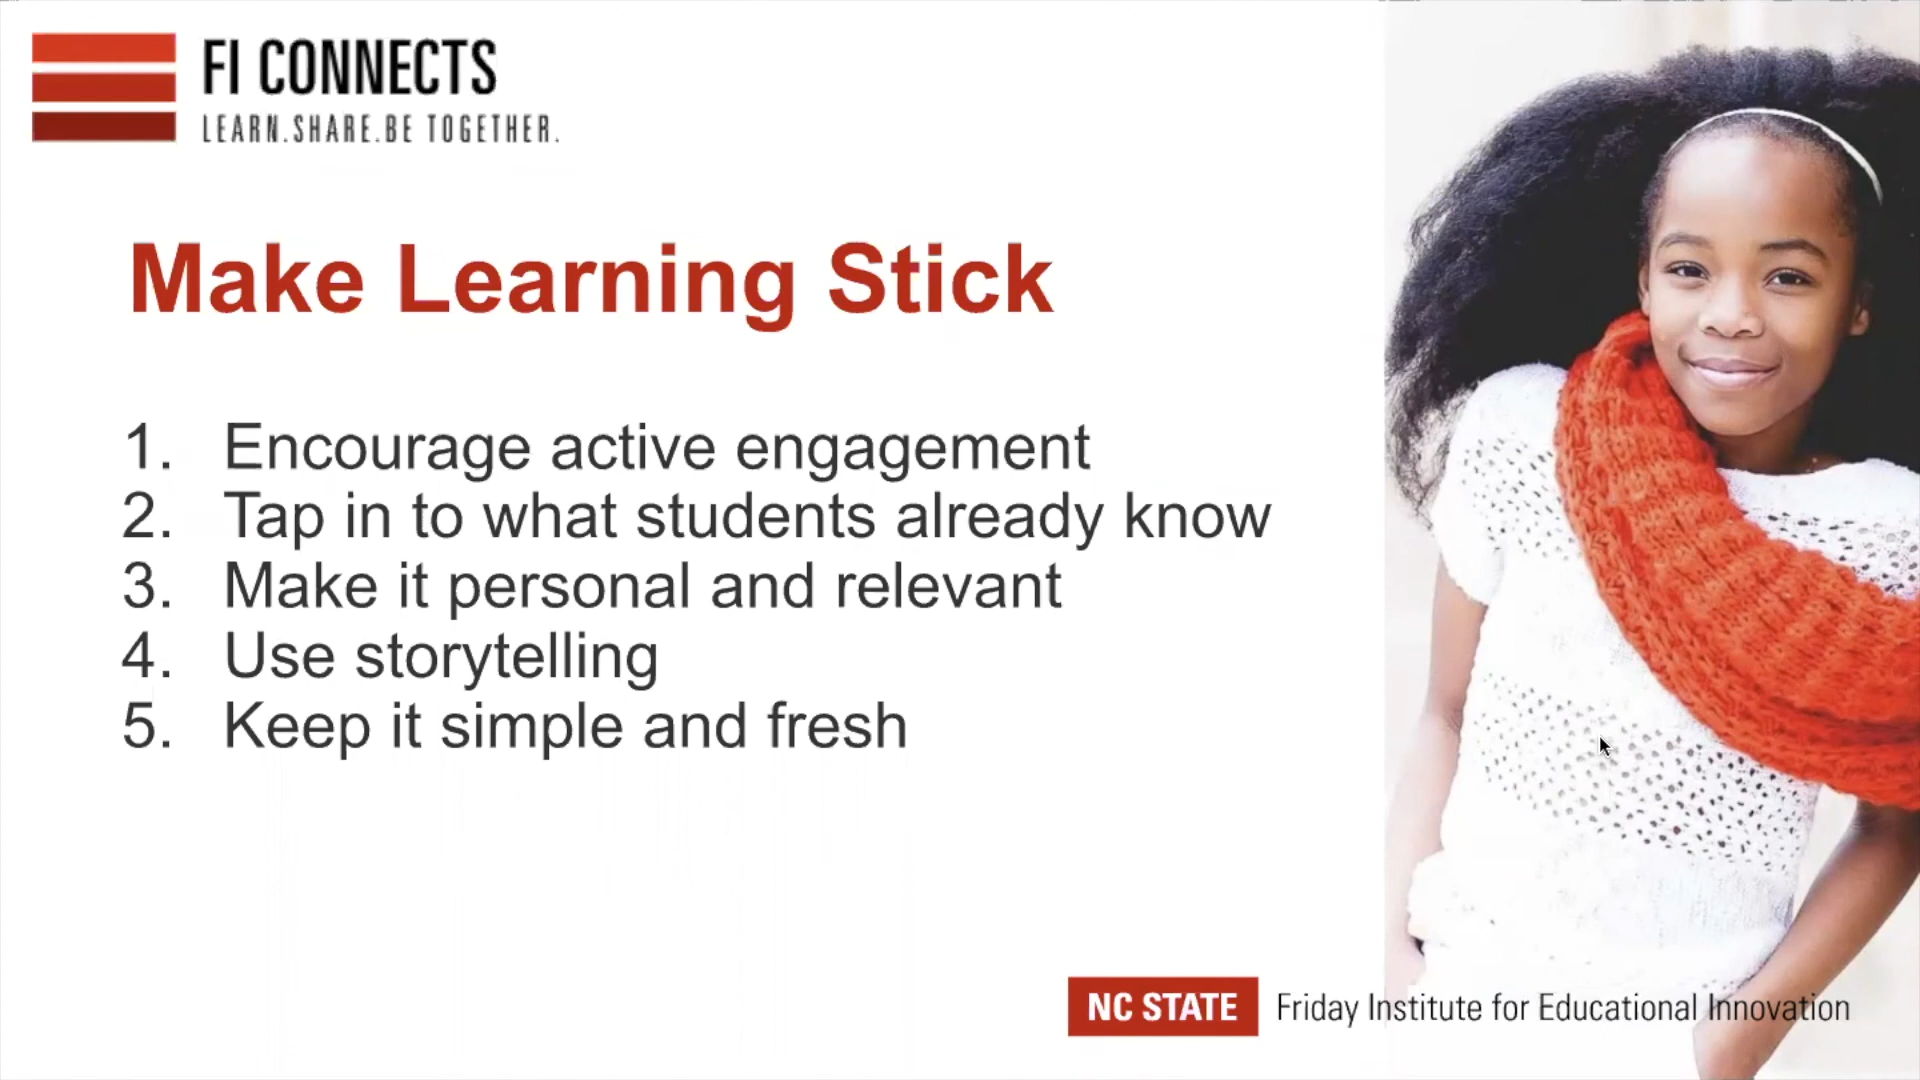 FI CONNECTS
LEARN.SHARE.BE TOGETHER.
Make Learning Stick
1. Encourage active engagement
2. Tap in to what students already know
3. Make it personal and relevant
4. Use storytelling
5. Keep it simple and fresh
NC STATE Friday Institute for Educational Innovation